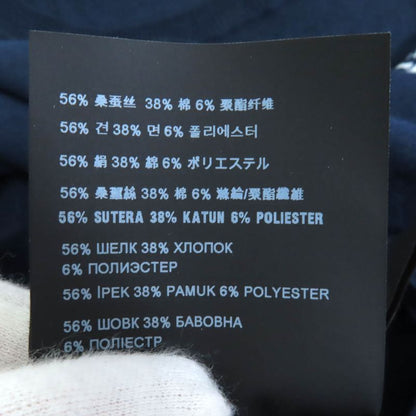 56% 桑蚕丝 38% 棉 6% 聚酯纤维
56% 견 38% 면 6% 폴리에스터
56% 絹 38% 綿 6% ポリエステル
56% 桑蠶絲 38% 棉 6% 滌綸/聚酯纖維
56% SUTERA 38% KATUN 6% POLIESTER
56% ШЕЛК 38% ХЛОПОК
6% ПОЛИЭСТЕР
56% İPEK 38% PAMUK 6% POLYESTER
56% ШОВК 38% БАВОВНА
6% ПОЛІЕСТР